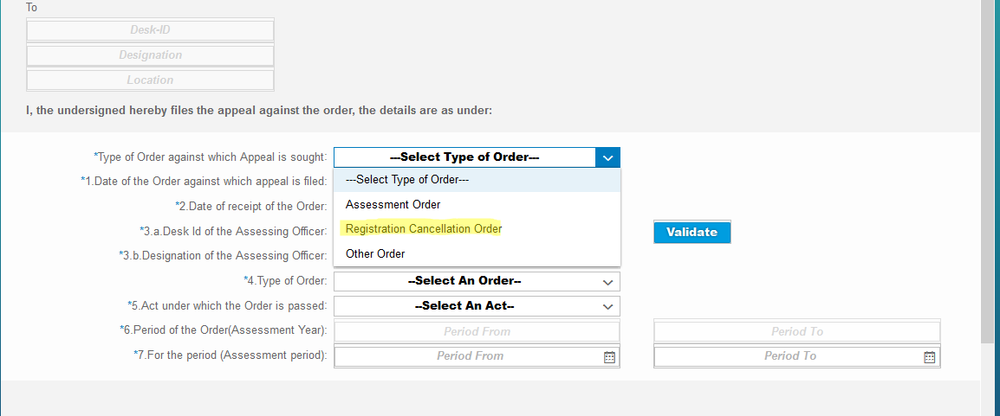 To
Desk-ID
Designation
Location
I, the undersigned hereby files the appeal against the order, the details are as under:
*Type of Order against which Appeal is sought: ---Select Type of Order---
*1.Date of the Order against which appeal is filed: ---Select Type of Order---
*2.Date of receipt of the Order: Assessment Order
*3.a.Desk Id of the Assessing Officer: Registration Cancellation Order Validate
*3.b.Designation of the Assessing Officer: Other Order
*4.Type of Order: --Select An Order--
*5.Act under which the Order is passed: --Select An Act--
*6.Period of the Order(Assessment Year): Period From Period To
*7.For the period (Assessment period): Period From Period To